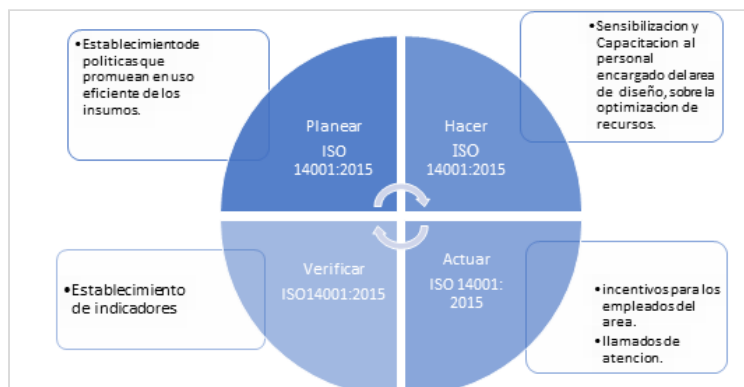 •Establecimiento de
politicas que
promuean en uso
eficiente de los
insumos.
Planear
ISO
14001:2015
Hacer
ISO
14001:2015
•Sensibilizacion y
Capacitacion al
personal
encargado del area
de diseño, sobre la
optimizacion de
recursos.
•Establecimiento
de indicadores
Verificar
ISO14001:2015
Actuar
ISO 14001:
2015
•incentivos para los
empleados del
area.
•llamados de
atencion.